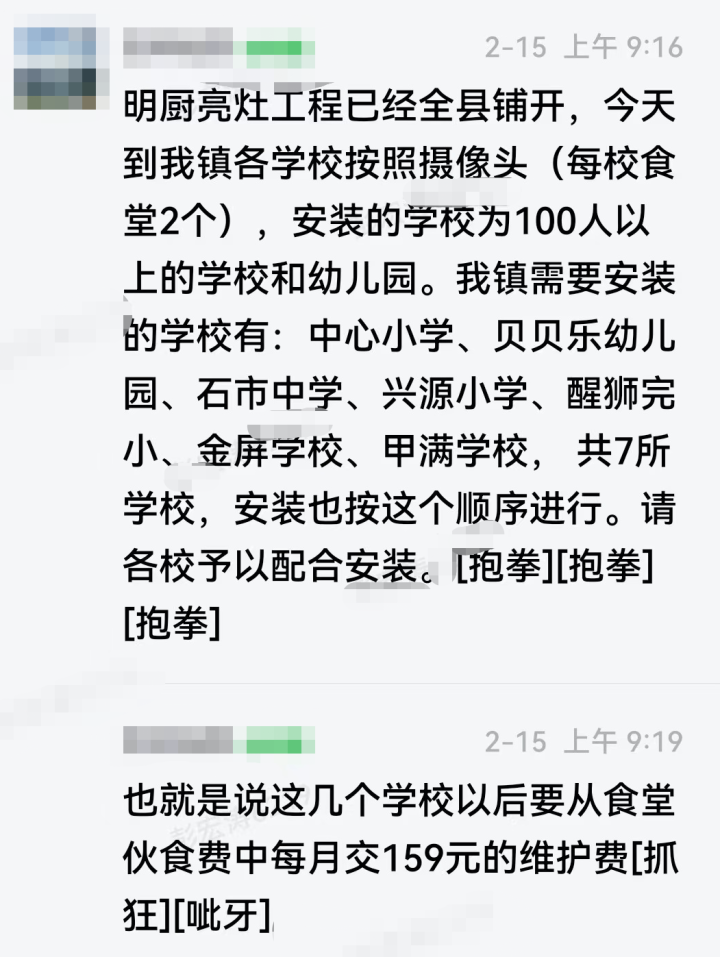 2-15 上午 9:16
明厨亮灶工程已经全县铺开，今天
到我镇各学校按照摄像头（每校食
堂2个），安装的学校为100人以
上的学校和幼儿园。我镇需要安装
的学校有：中心小学、贝贝乐幼儿
园、石市中学、兴源小学、醒狮完
小、金屏学校、甲满学校， 共7所
学校，安装也按这个顺序进行。请
各校予以配合安装。[抱拳][抱拳]
[抱拳]
2-15 上午 9:19
也就是说这几个学校以后要从食堂
伙食费中每月交159元的维护费[抓
狂][呲牙]